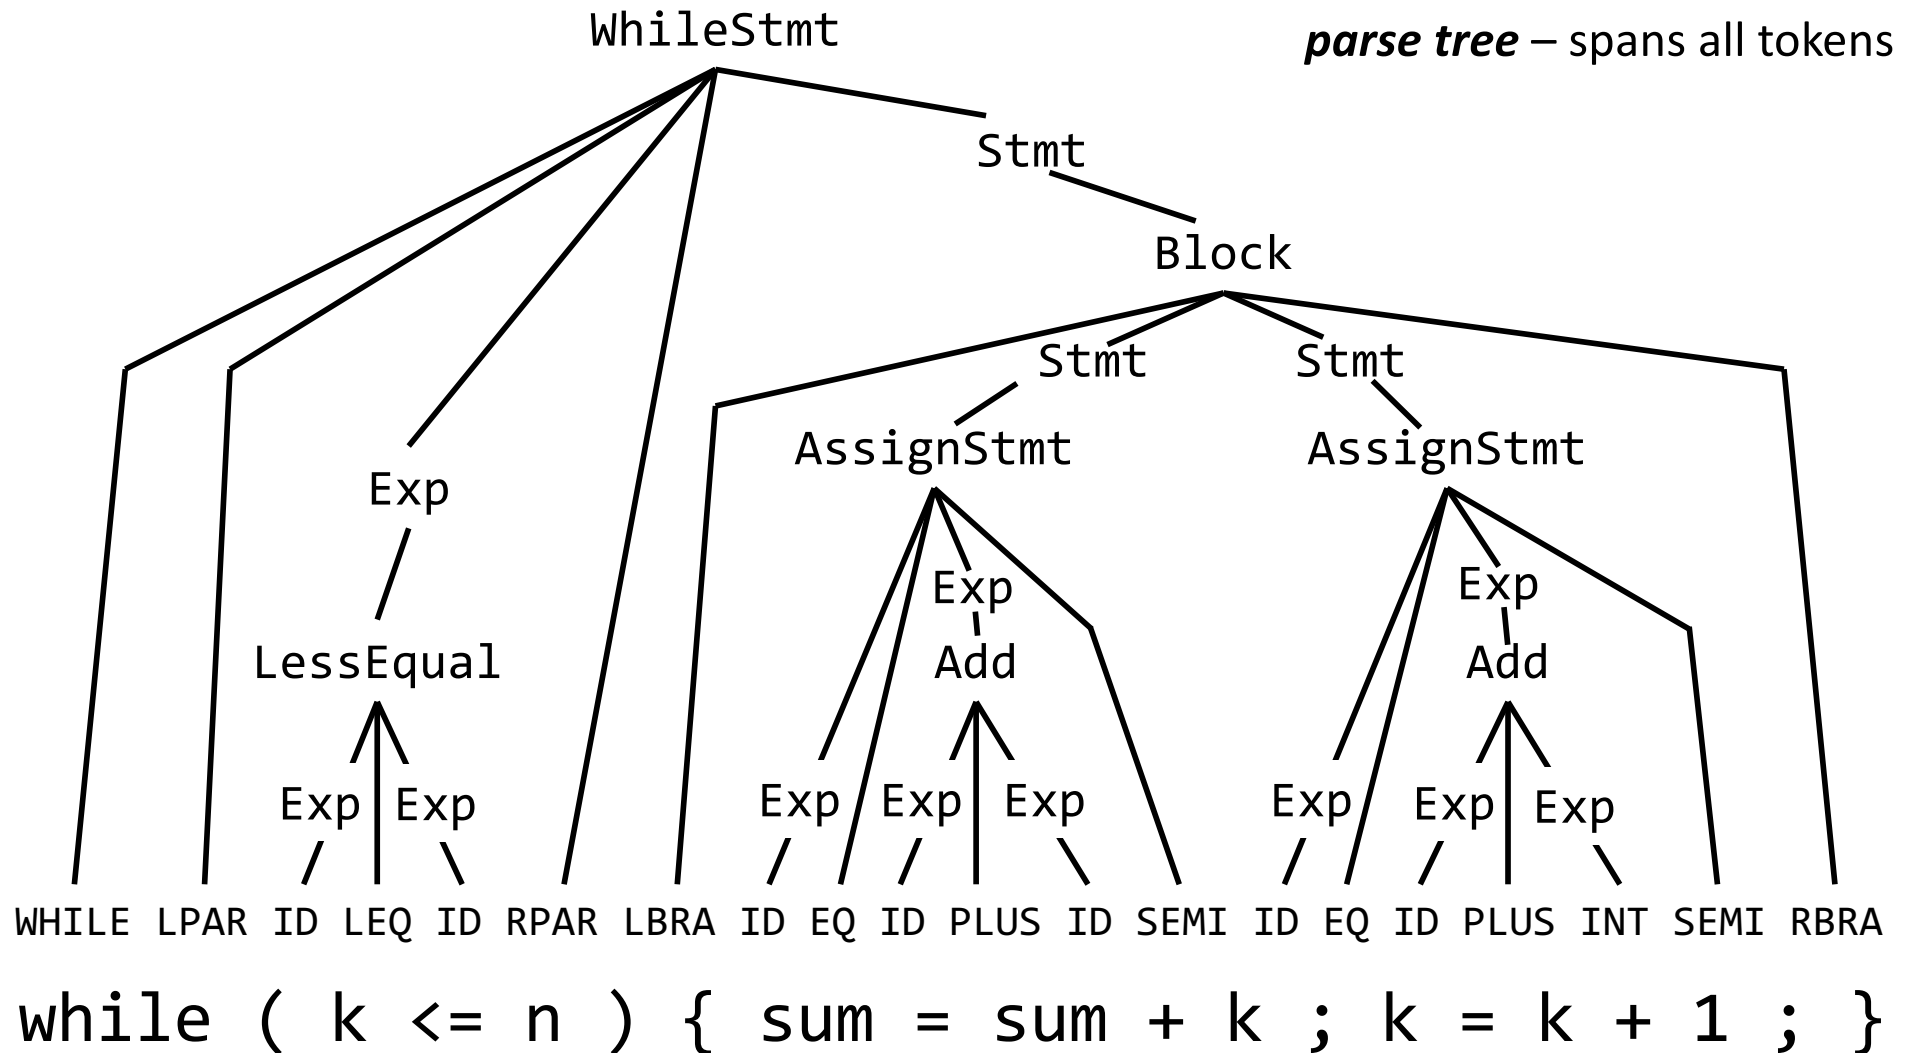 WhileStmt
parse tree – spans all tokens
Stmt
Block
Stmt Stmt
AssignStmt AssignStmt
Exp
Exp Exp
LessEqual Add Add
Exp Exp Exp Exp Exp Exp Exp Exp
WHILE LPAR ID LEQ ID RPAR LBRA ID EQ ID PLUS ID SEMI ID EQ ID PLUS INT SEMI RBRA
while ( k <= n ) { sum = sum + k ; k = k + 1 ; }